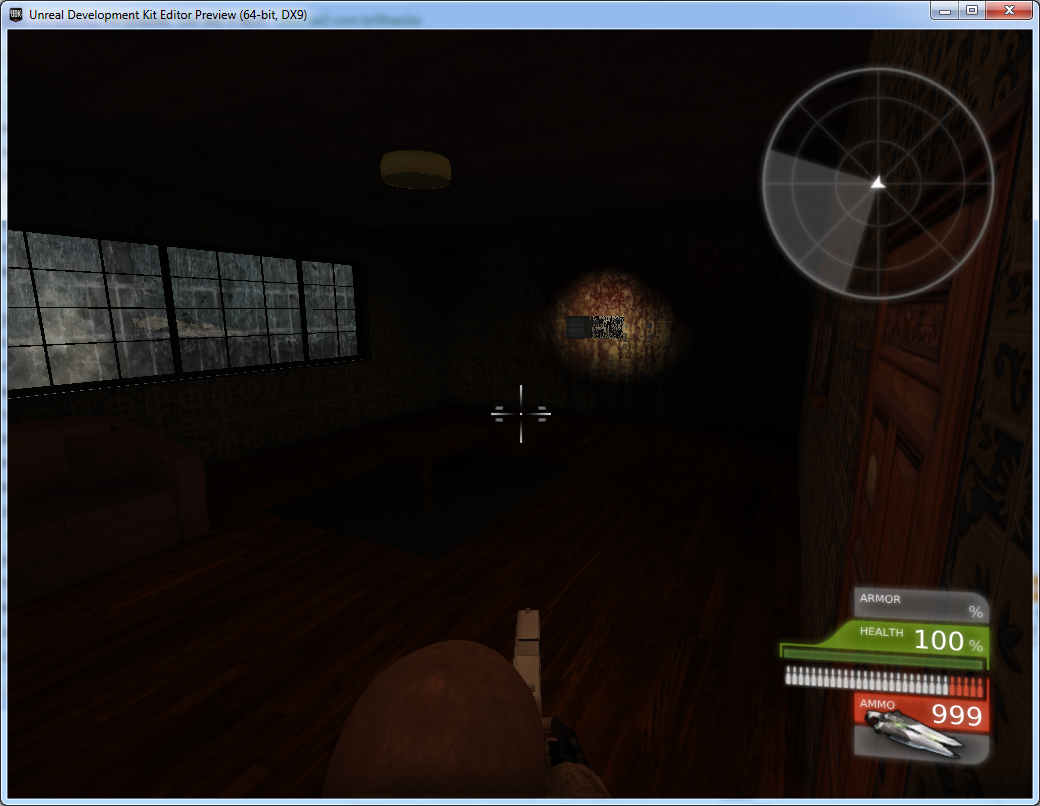 Unreal Development Kit Editor Preview (64-bit, DX9)
ARMOR
%
HEALTH 100 %
AMMO 999